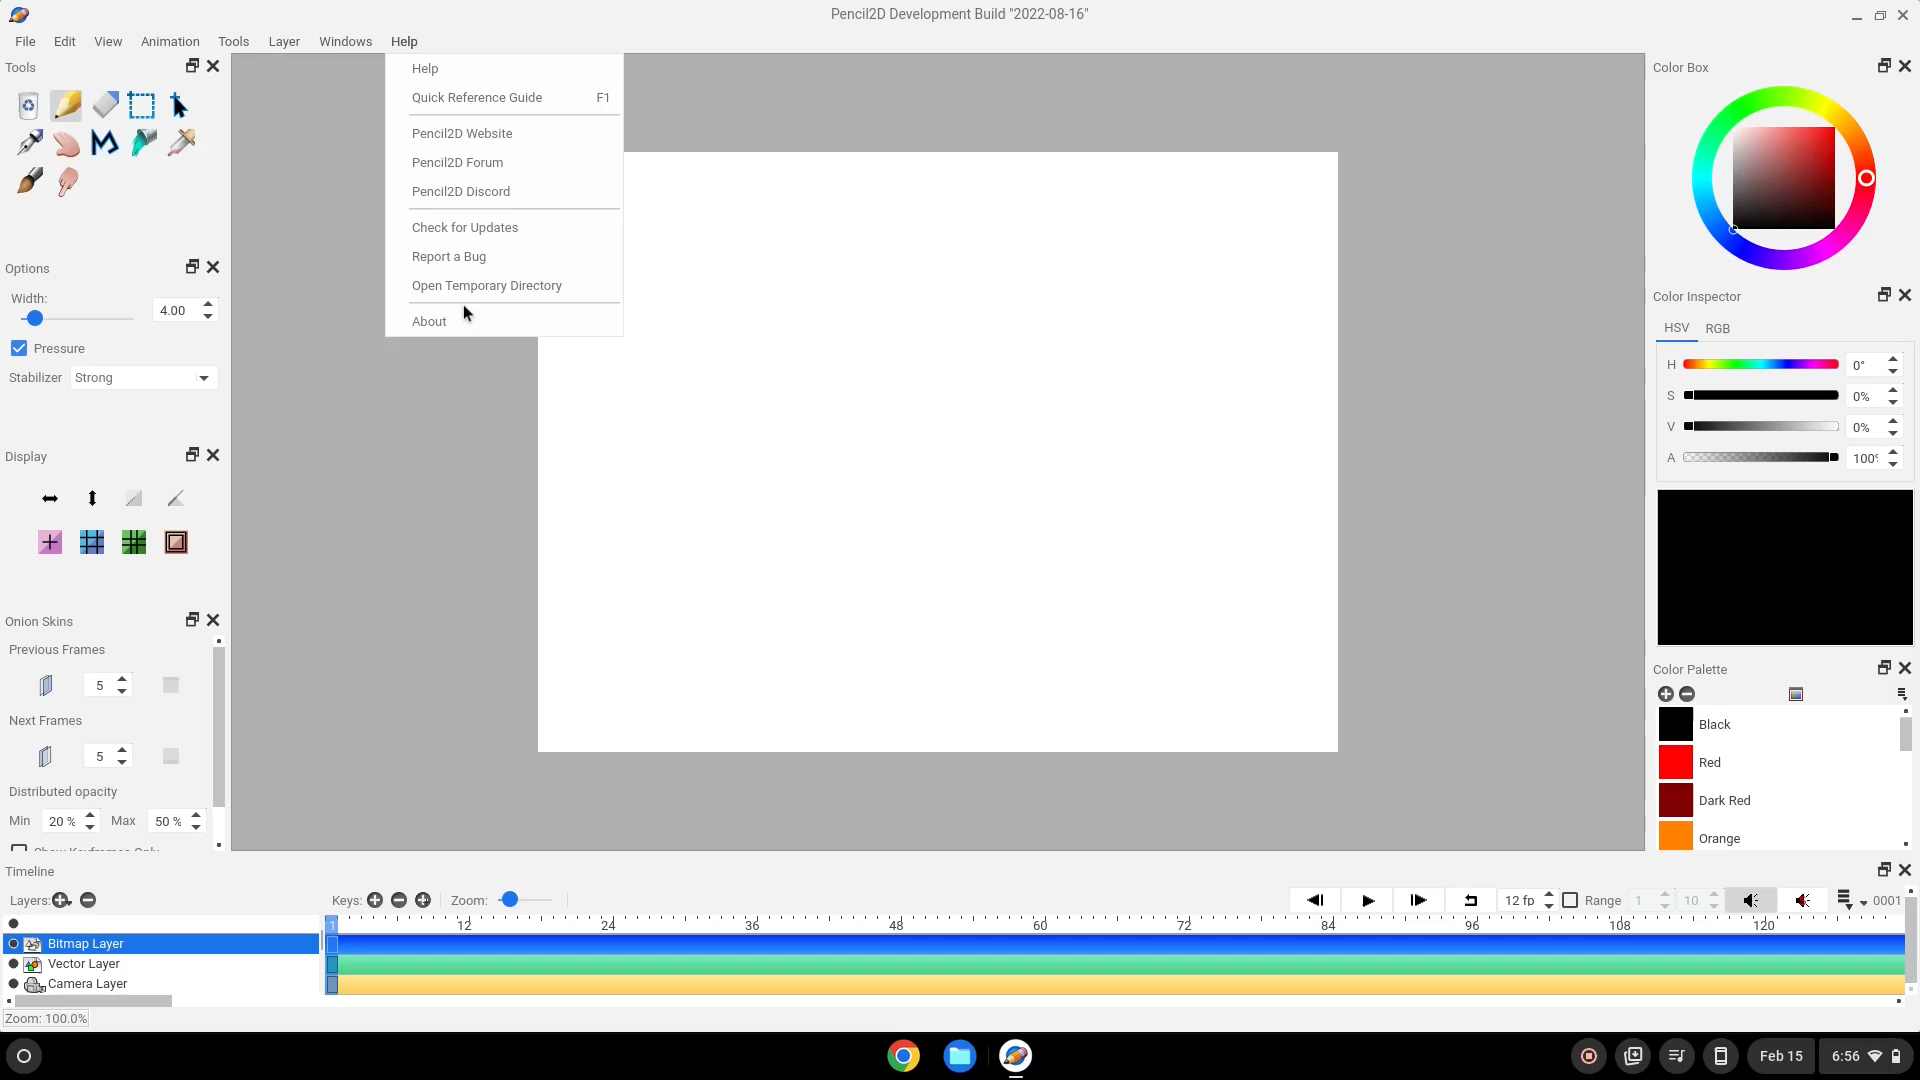 Pencil2D Development Build "2022-08-16"
File Edit View Animation Tools Layer Windows Help
Tools
Options
Width:
4.00
Pressure
Stabilizer Strong
Display
Onion Skins
Previous Frames
5
Next Frames
5
Distributed opacity
Min 20 % Max 50 %
Show Keyframes Only
Help
Quick Reference Guide F1
Pencil2D Website
Pencil2D Forum
Pencil2D Discord
Check for Updates
Report a Bug
Open Temporary Directory
About
Color Box
Color Inspector
HSV RGB
H 0°
S 0%
V 0%
A 100%
Color Palette
Black
Red
Dark Red
Orange
Timeline
Layers: Keys: Zoom: 12 fp Range 1 10 0001
1 12 24 36 48 60 72 84 96 108 120
Bitmap Layer
Vector Layer
Camera Layer
Zoom: 100.0%
Feb 15 6:56